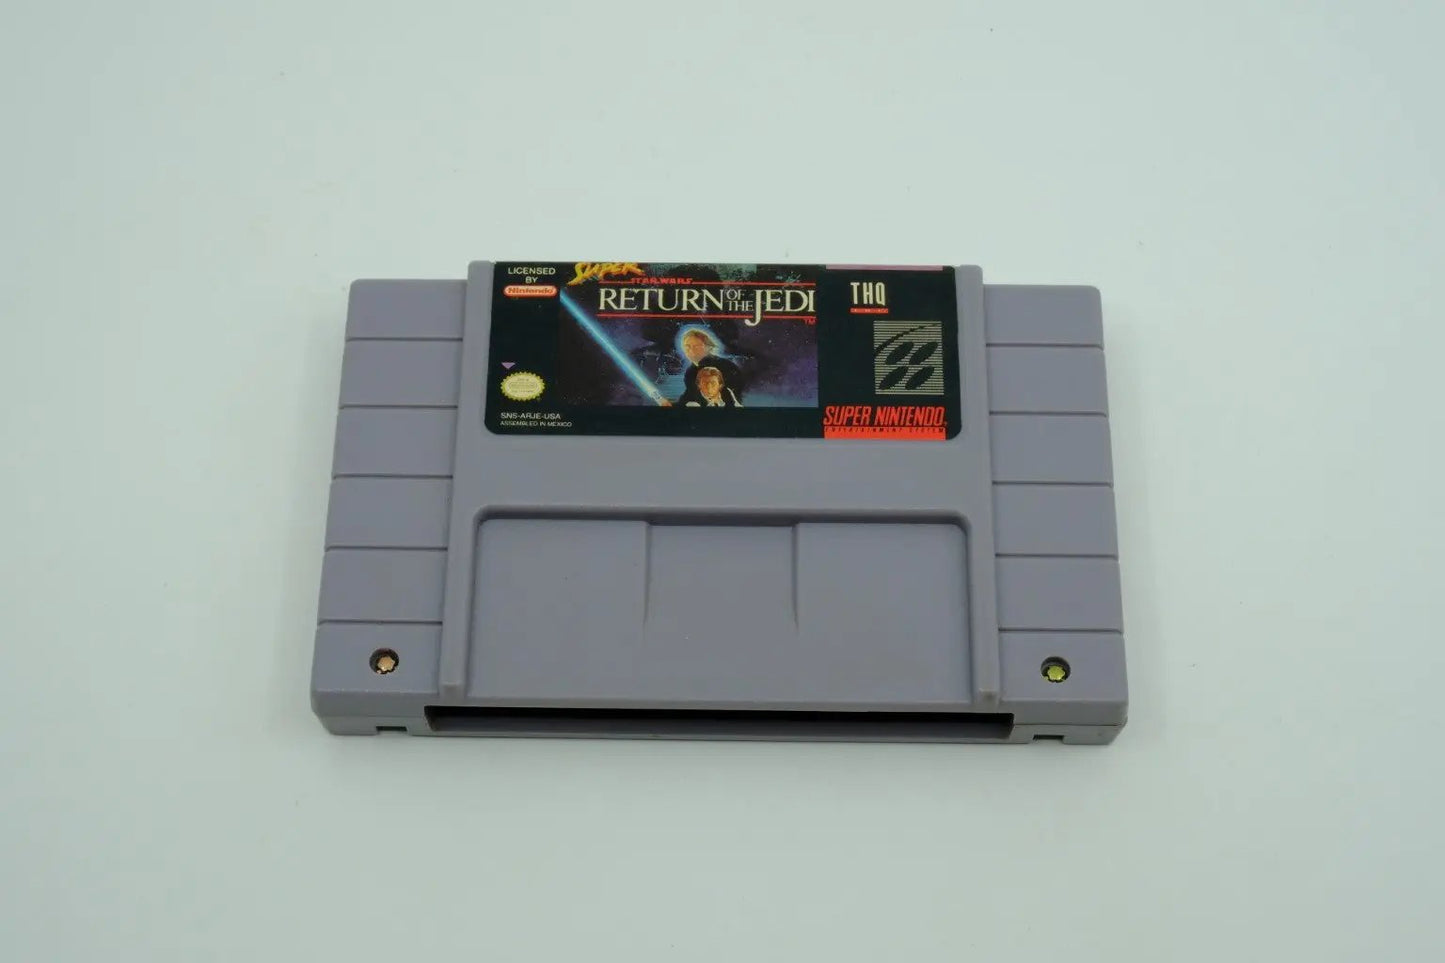 LICENSED
BY
Nintendo
SUPER
STAR WARS
RETURN OF THE JEDI
TM
THQ
SNS-ARJE-USA
ASSEMBLED IN MEXICO
SUPER NINTENDO
ENTERTAINMENT SYSTEM